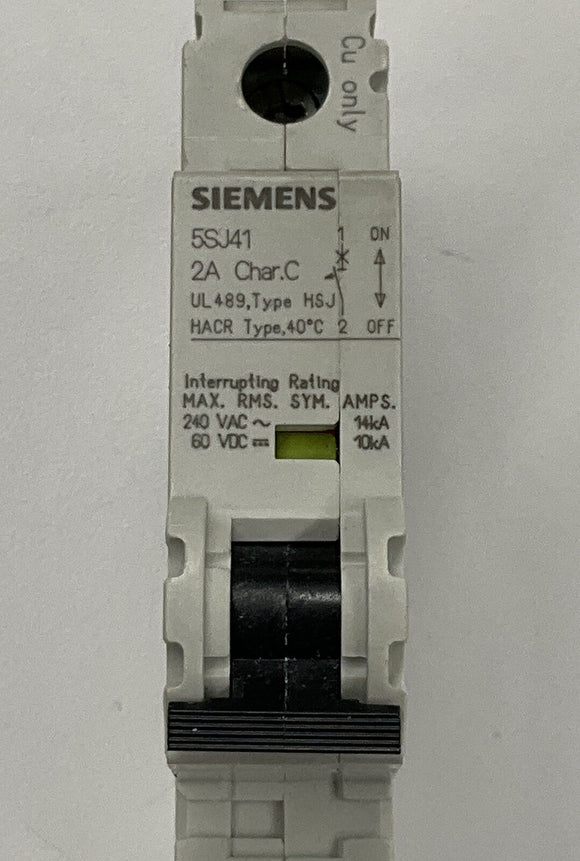 Cu only
SIEMENS
5SJ41 1 ON
2A Char.C
UL489,Type HSJ
HACR Type,40°C 2 OFF
Interrupting Rating
MAX. RMS. SYM. AMPS.
240 VAC ~ 14kA
60 VDC ⎓ 10kA